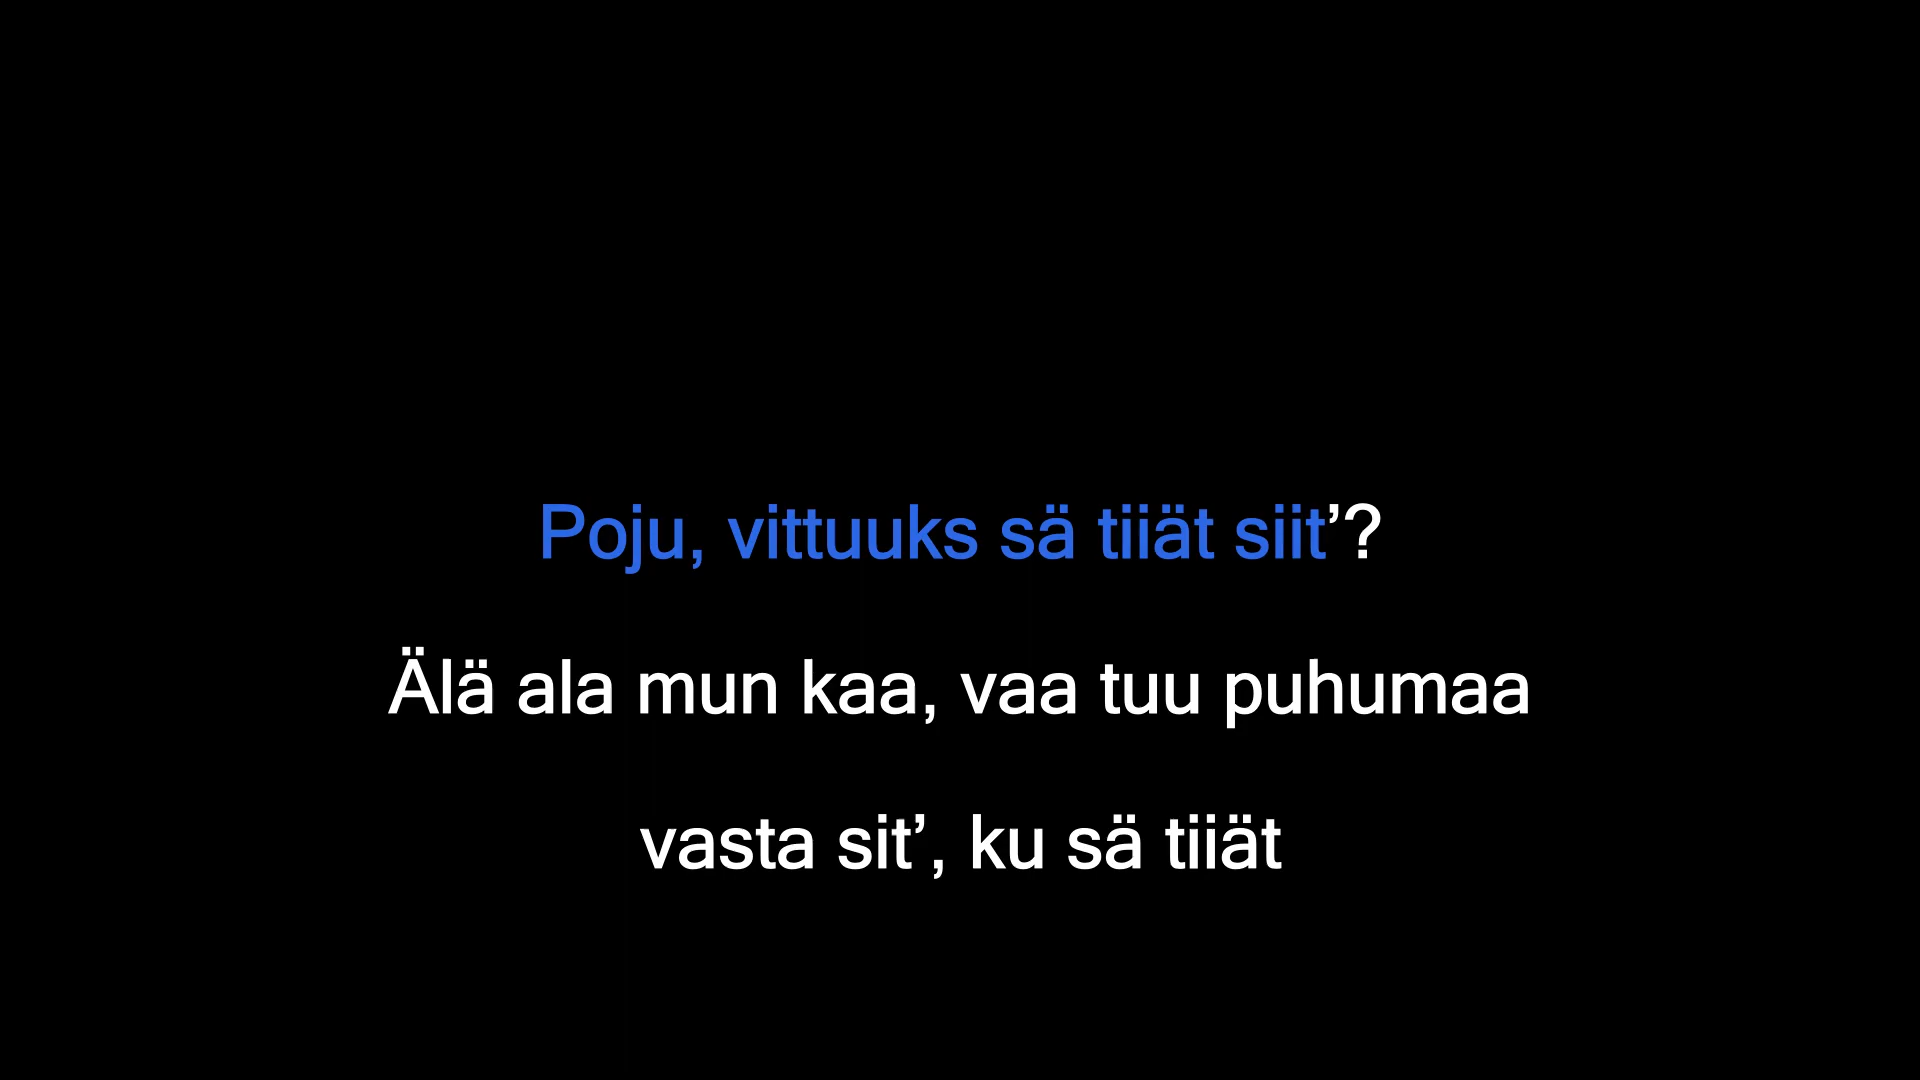 Poju, vittuuks sä tiiät siit’?
Älä ala mun kaa, vaa tuu puhumaa
vasta sit’, ku sä tiiät